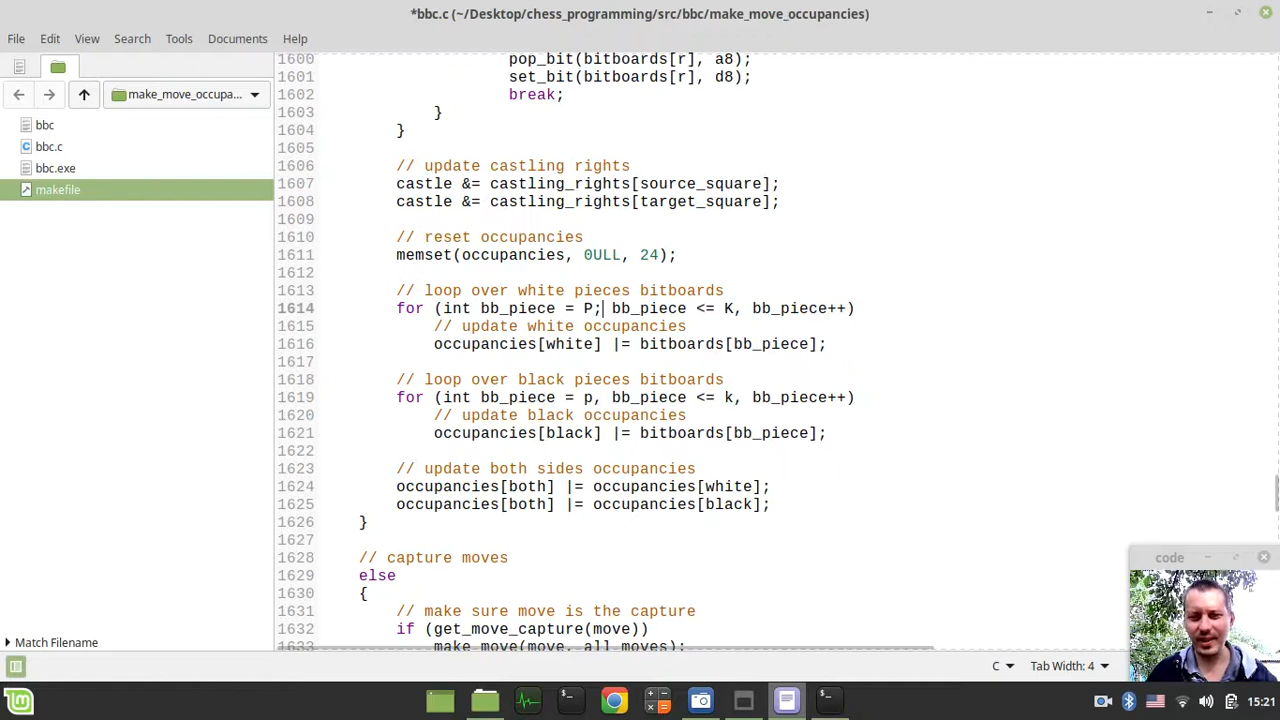 *bbc.c (~/Desktop/chess_programming/src/bbc/make_move_occupancies)
File Edit View Search Tools Documents Help
make_move_occupa...
bbc
bbc.c
bbc.exe
makefile
1600 pop_bit(bitboards[r], a8);
1601 set_bit(bitboards[r], d8);
1602 break;
1603 }
1604 }
1605
1606 // update castling rights
1607 castle &= castling_rights[source_square];
1608 castle &= castling_rights[target_square];
1609
1610 // reset occupancies
1611 memset(occupancies, 0ULL, 24);
1612
1613 // loop over white pieces bitboards
1614 for (int bb_piece = P; bb_piece <= K, bb_piece++)
1615 // update white occupancies
1616 occupancies[white] |= bitboards[bb_piece];
1617
1618 // loop over black pieces bitboards
1619 for (int bb_piece = p, bb_piece <= k, bb_piece++)
1620 // update black occupancies
1621 occupancies[black] |= bitboards[bb_piece];
1622
1623 // update both sides occupancies
1624 occupancies[both] |= occupancies[white];
1625 occupancies[both] |= occupancies[black];
1626 }
1627
1628 // capture moves
1629 else
1630 {
1631 // make sure move is the capture
1632 if (get_move_capture(move))
1633 make_move(move, all_moves);
code
Match Filename
C Tab Width: 4
15:21